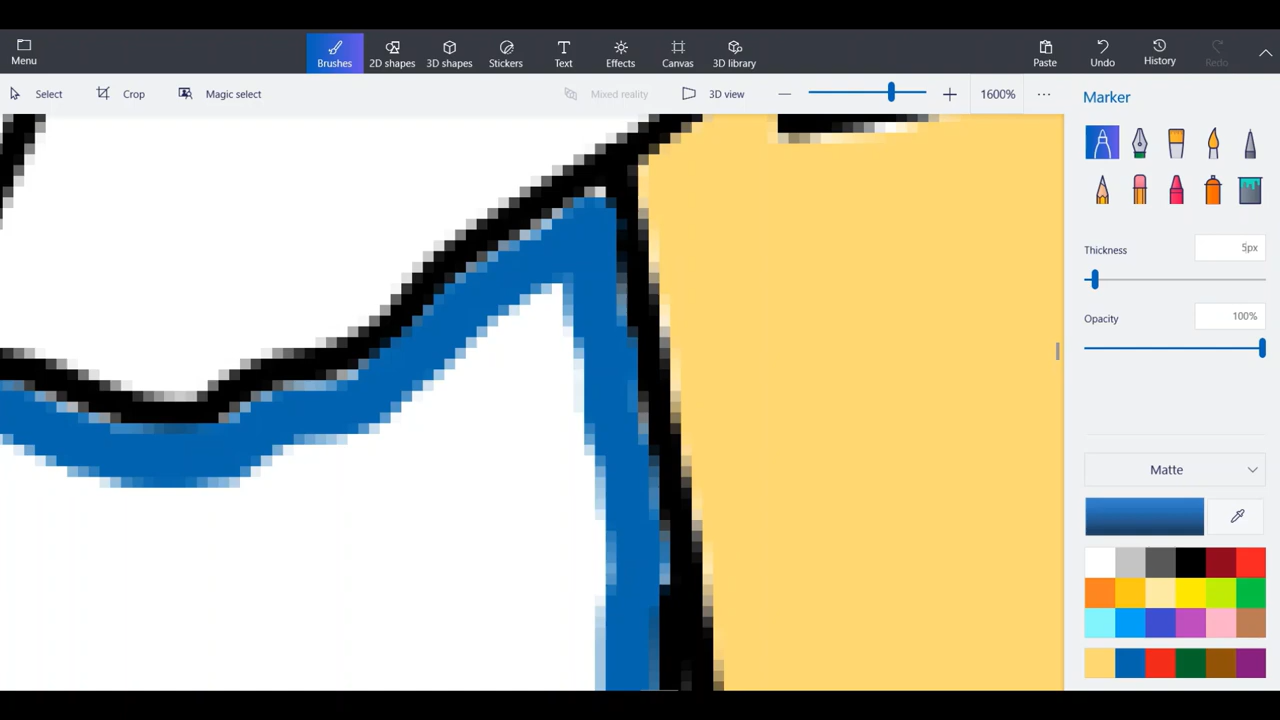 Menu
Brushes
2D shapes
3D shapes
Stickers
Text
Effects
Canvas
3D library
Paste
Undo
History
Redo
Select
Crop
Magic select
Mixed reality
3D view
1600%
Marker
Thickness
5px
Opacity
100%
Matte